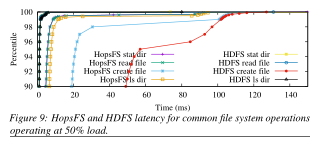 100
98
96
94
92
90
Percentile
HopsFS stat dir
HopsFS read file
HopsFS create file
HopsFS ls dir
HDFS stat dir
HDFS read file
HDFS create file
HDFS ls dir
0 20 40 60 80 100 120 140
Time (ms)
Figure 9: HopsFS and HDFS latency for common file system operations
operating at 50% load.